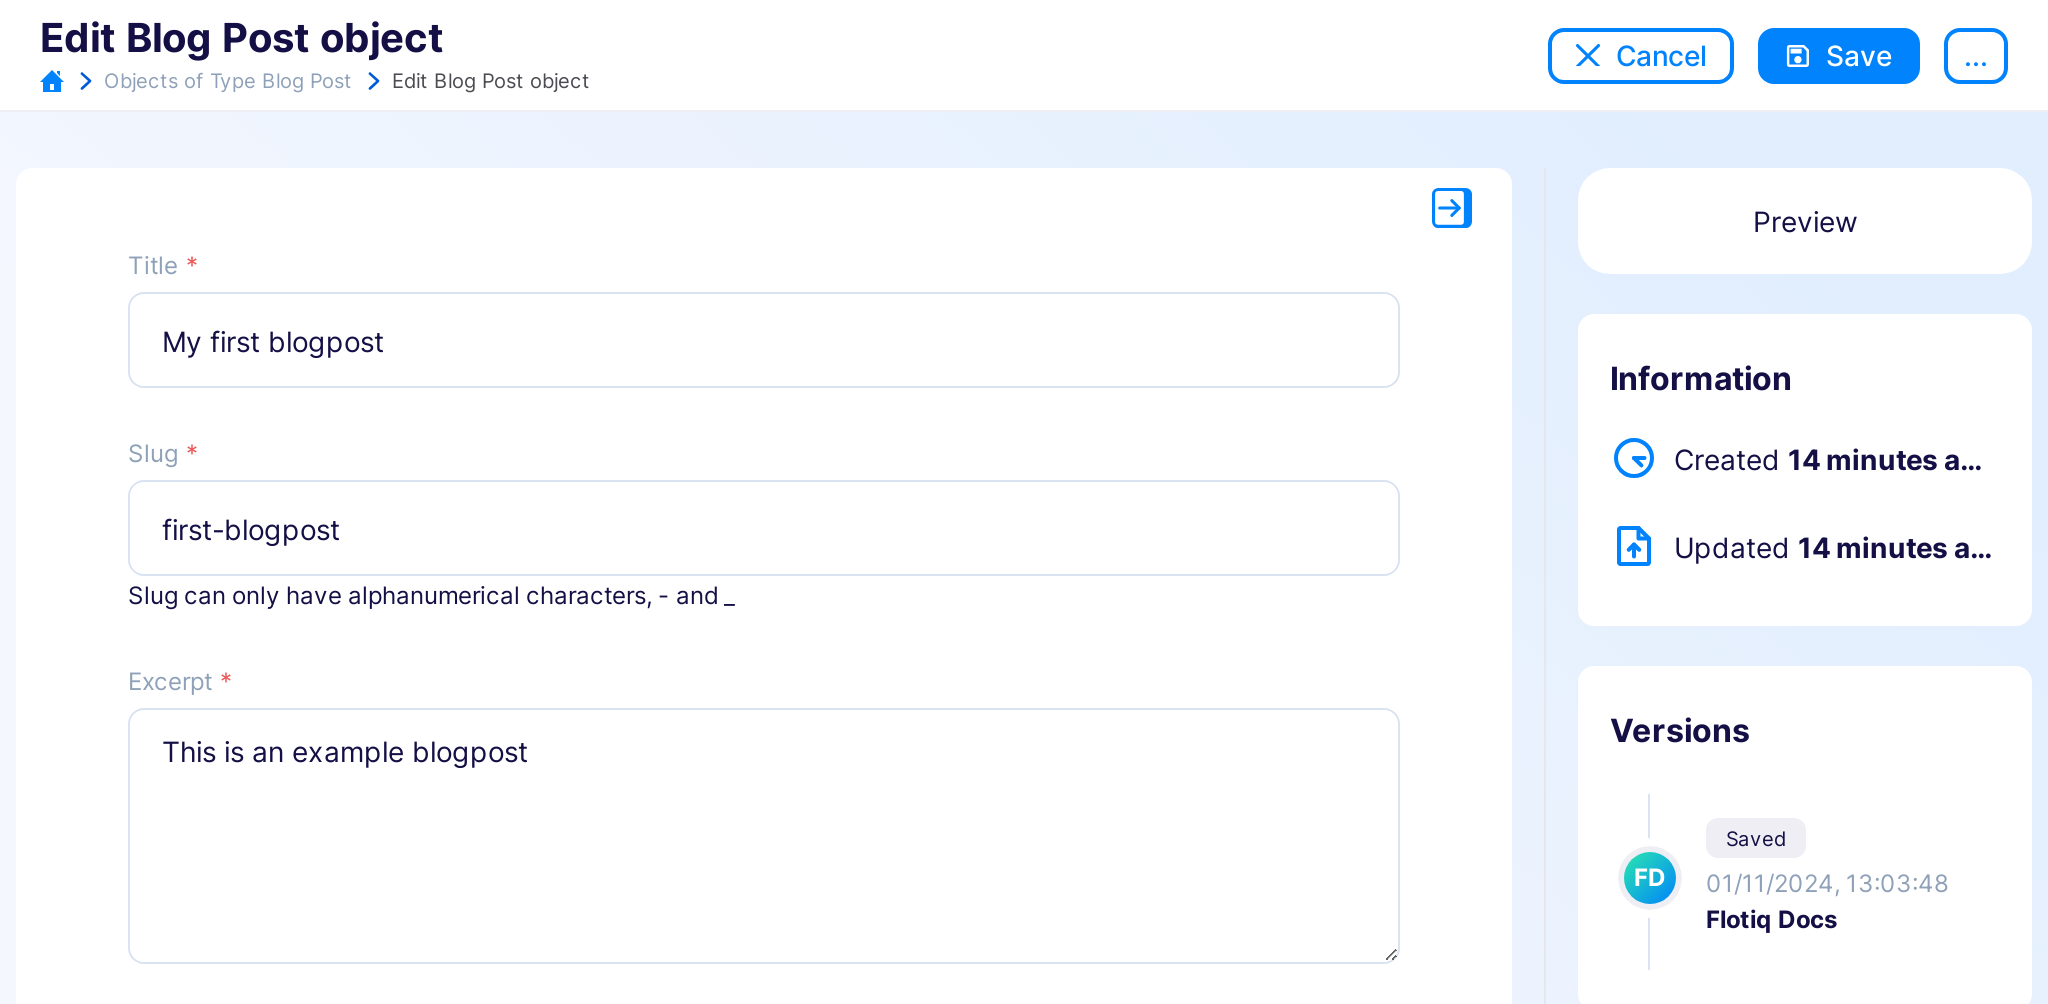 Edit Blog Post object
Objects of Type Blog Post Edit Blog Post object
Cancel
Save
...
Title *
My first blogpost
Slug *
first-blogpost
Slug can only have alphanumerical characters, - and _
Excerpt *
This is an example blogpost
Preview
Information
Created 14 minutes a...
Updated 14 minutes a...
Versions
Saved
FD
01/11/2024, 13:03:48
Flotiq Docs